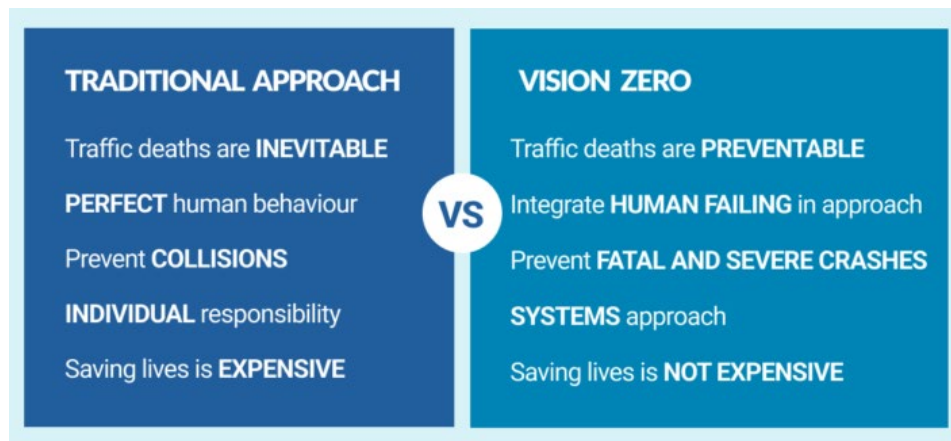 TRADITIONAL APPROACH
Traffic deaths are INEVITABLE
PERFECT human behaviour
Prevent COLLISIONS
INDIVIDUAL responsibility
Saving lives is EXPENSIVE
VS
VISION ZERO
Traffic deaths are PREVENTABLE
Integrate HUMAN FAILING in approach
Prevent FATAL AND SEVERE CRASHES
SYSTEMS approach
Saving lives is NOT EXPENSIVE